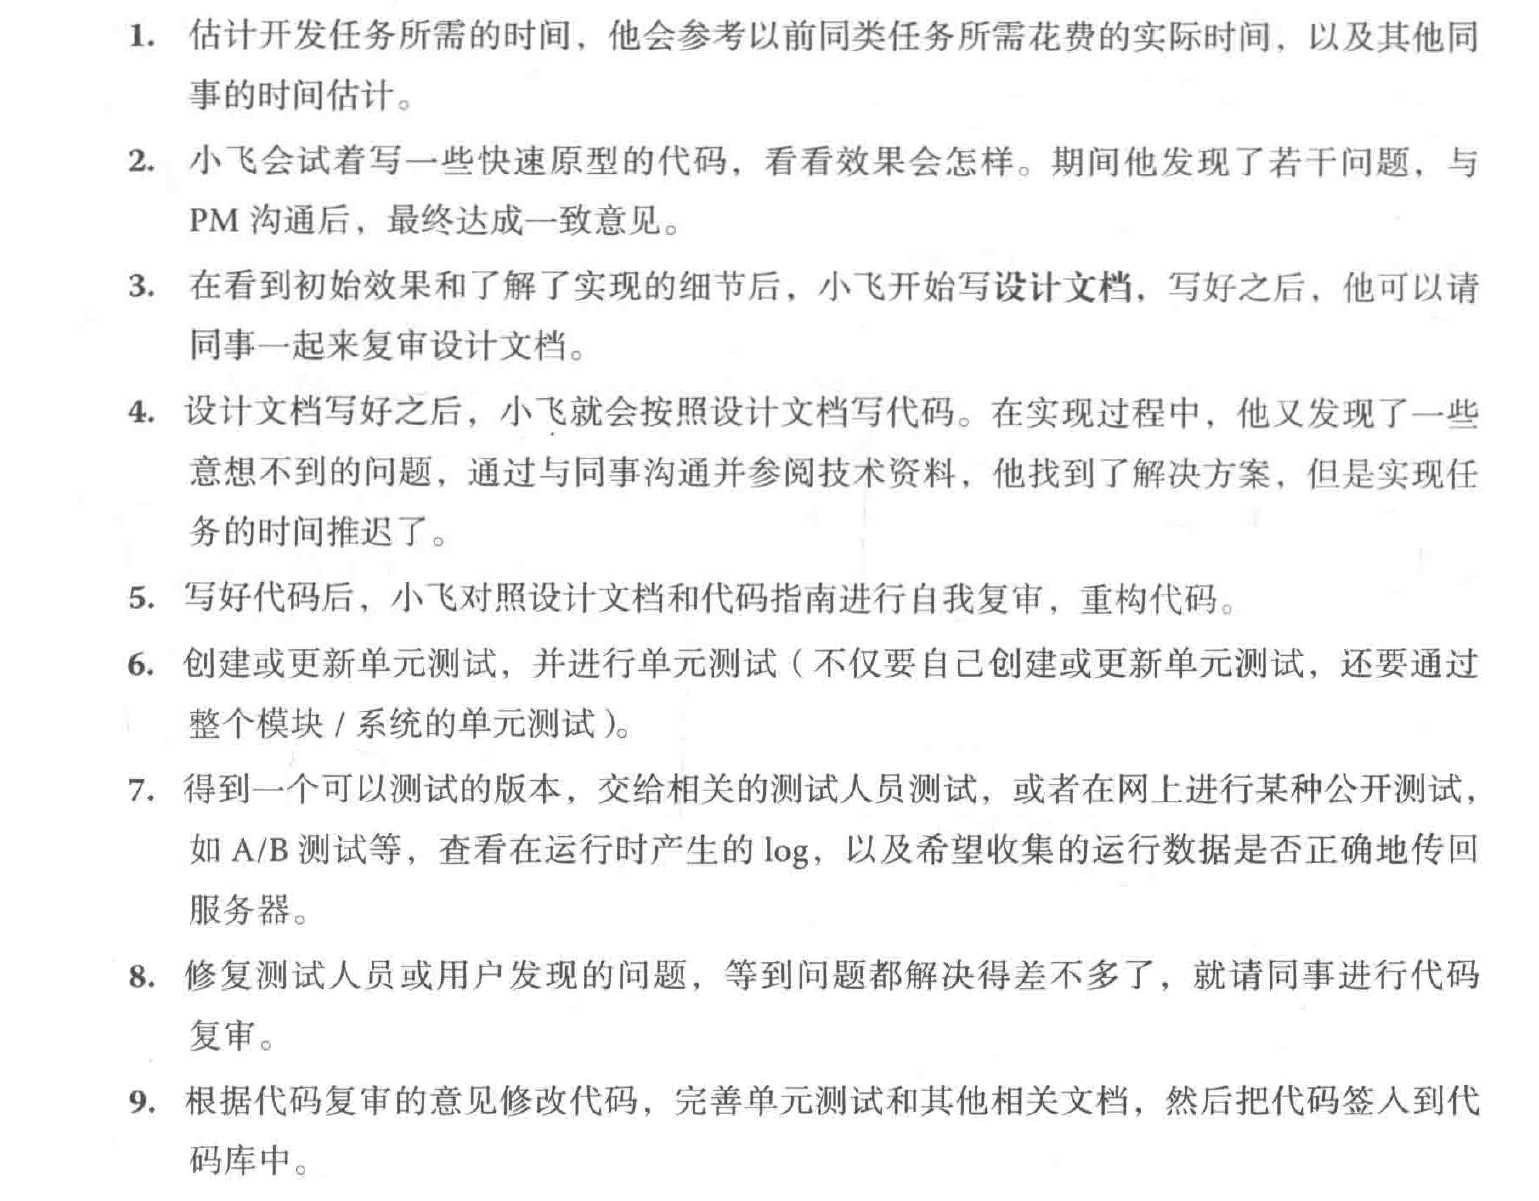 1. 估计开发任务所需的时间，他会参考以前同类任务所需花费的实际时间，以及其他同
事的时间估计。
2. 小飞会试着写一些快速原型的代码，看看效果会怎样。期间他发现了若干问题，与
PM 沟通后，最终达成一致意见。
3. 在看到初始效果和了解了实现的细节后，小飞开始写设计文档，写好之后，他可以请
同事一起来复审设计文档。
4. 设计文档写好之后，小飞就会按照设计文档写代码。在实现过程中，他又发现了一些
意想不到的问题，通过与同事沟通并参阅技术资料，他找到了解决方案，但是实现任
务的时间推迟了。
5. 写好代码后，小飞对照设计文档和代码指南进行自我复审，重构代码。
6. 创建或更新单元测试，并进行单元测试（不仅要自己创建或更新单元测试，还要通过
整个模块 / 系统的单元测试）。
7. 得到一个可以测试的版本，交给相关的测试人员测试，或者在网上进行某种公开测试，
如 A/B 测试等，查看在运行时产生的 log，以及希望收集的运行数据是否正确地传回
服务器。
8. 修复测试人员或用户发现的问题，等到问题都解决得差不多了，就请同事进行代码
复审。
9. 根据代码复审的意见修改代码，完善单元测试和其他相关文档，然后把代码签入到代
码库中。